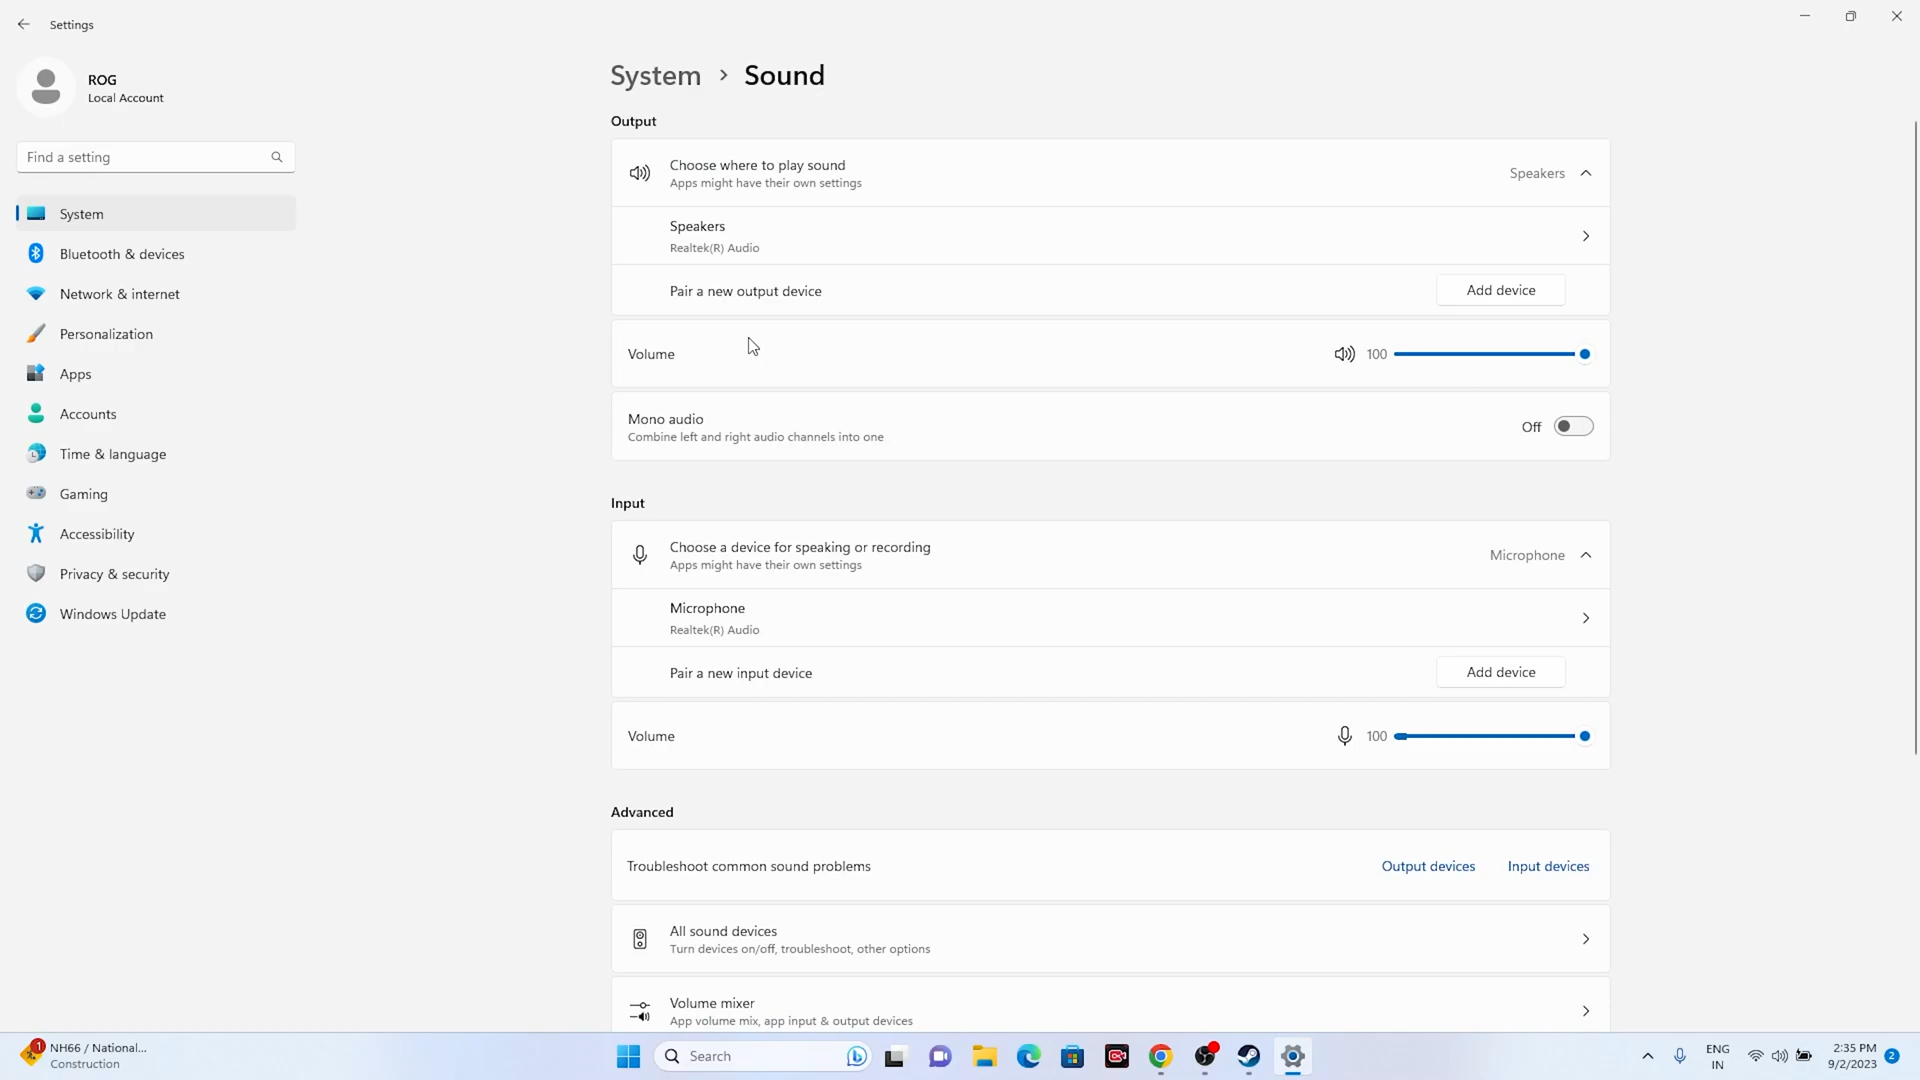 Settings
ROG
Local Account
Find a setting
System
Bluetooth & devices
Network & internet
Personalization
Apps
Accounts
Time & language
Gaming
Accessibility
Privacy & security
Windows Update
System > Sound
Output
Choose where to play sound
Apps might have their own settings
Speakers
Speakers
Realtek(R) Audio
Pair a new output device
Add device
Volume
100
Mono audio
Combine left and right audio channels into one
Off
Input
Choose a device for speaking or recording
Apps might have their own settings
Microphone
Microphone
Realtek(R) Audio
Pair a new input device
Add device
Volume
100
Advanced
Troubleshoot common sound problems
Output devices
Input devices
All sound devices
Turn devices on/off, troubleshoot, other options
Volume mixer
App volume mix, app input & output devices
1
NH66 / National...
Construction
Search
ENG
IN
2:35 PM
9/2/2023
2